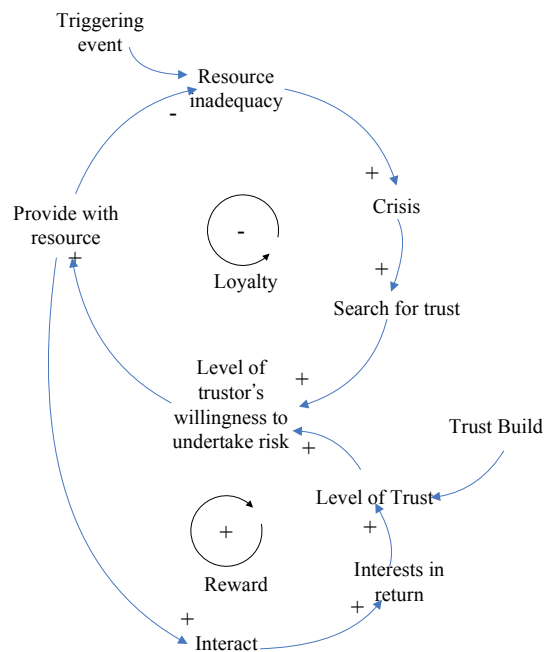 Triggering
event
Resource
inadequacy
-
+
Crisis
Provide with
resource
+
-
Loyalty
+
Search for trust
Level of
trustor's
willingness to
undertake risk
+
+
Trust Build
Level of Trust
+
+
Reward
Interests in
return
+
+
Interact